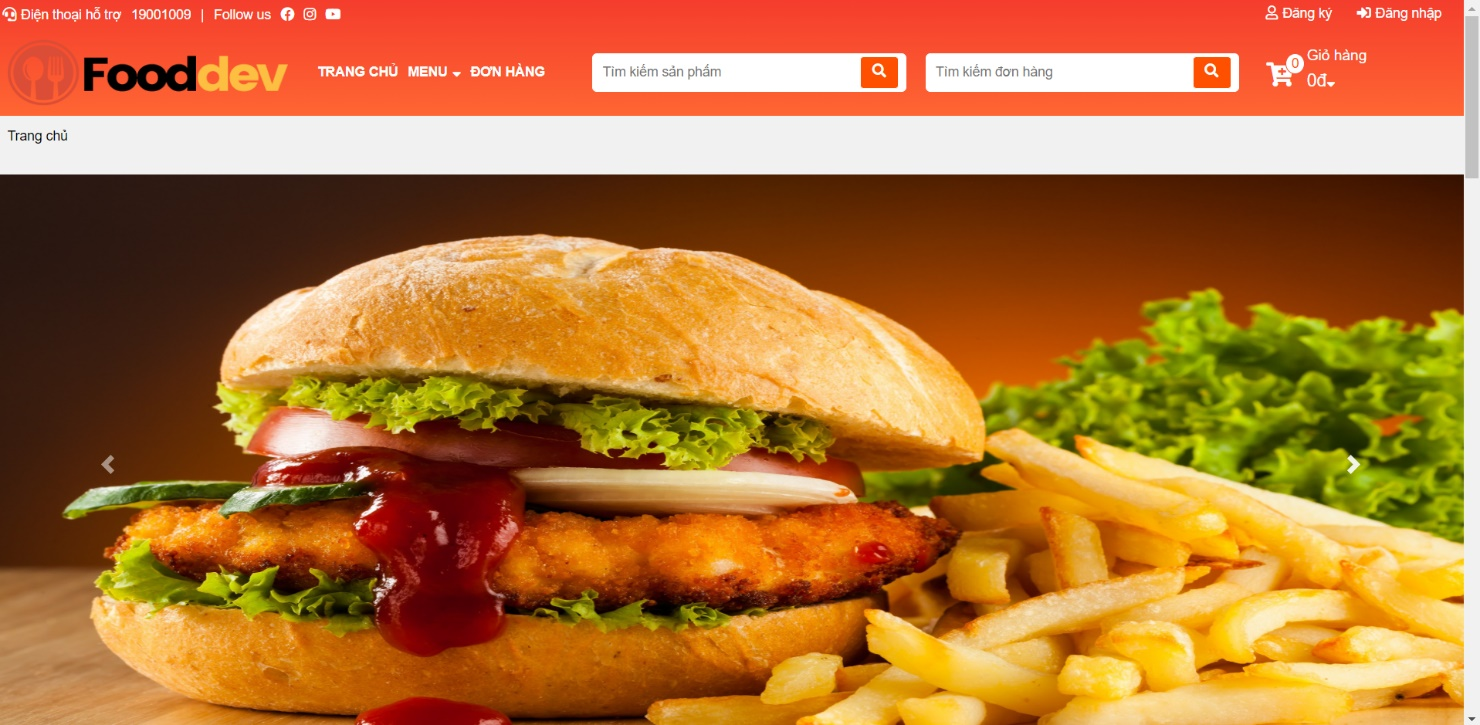 Điện thoại hỗ trợ 19001009 | Follow us
Đăng ký Đăng nhập
Fooddev
TRANG CHỦ MENU ĐƠN HÀNG
Tìm kiếm sản phẩm
Tìm kiếm đơn hàng
0
Giỏ hàng
0đ
Trang chủ